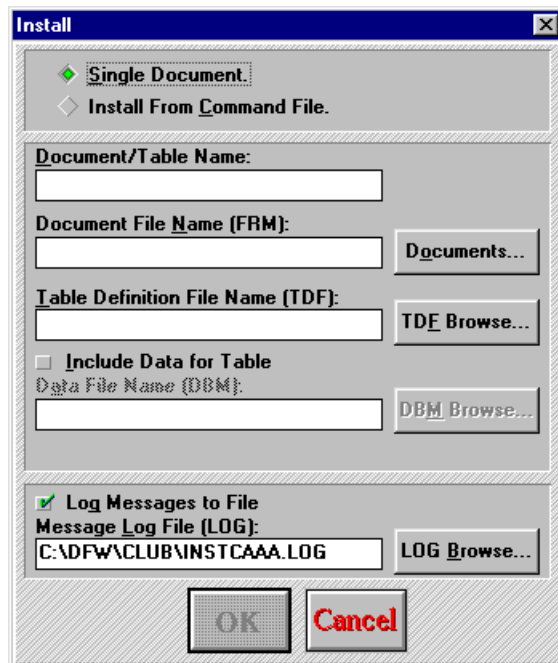 Install
Single Document.
Install From Command File.
Document/Table Name:
Document File Name (FRM):
Documents...
Table Definition File Name (TDF):
TDF Browse...
Include Data for Table
Data File Name (DBM):
DBM Browse...
Log Messages to File
Message Log File (LOG):
C:\DFW\CLUB\INSTCAAA.LOG
LOG Browse...
OK
Cancel